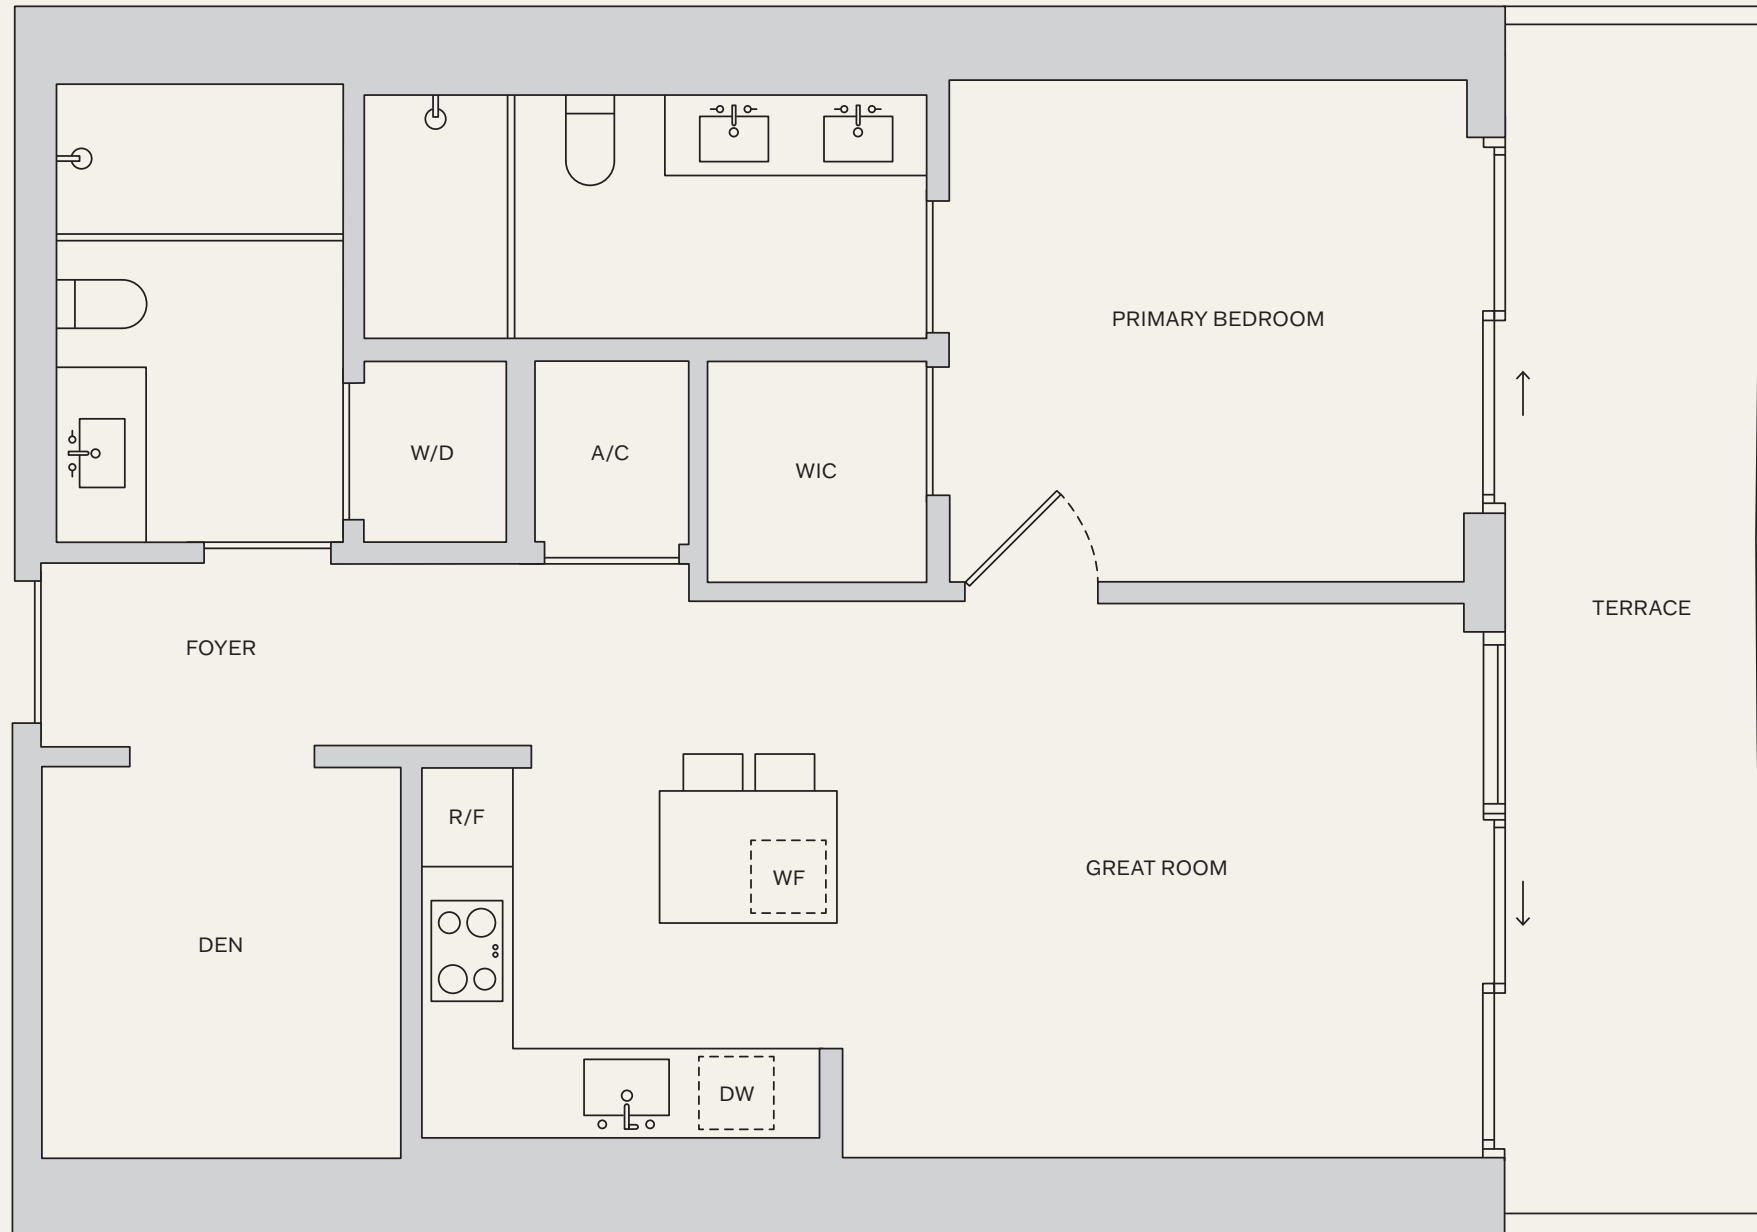 PRIMARY BEDROOM
W/D
A/C
WIC
TERRACE
FOYER
R/F
WF
GREAT ROOM
DEN
DW